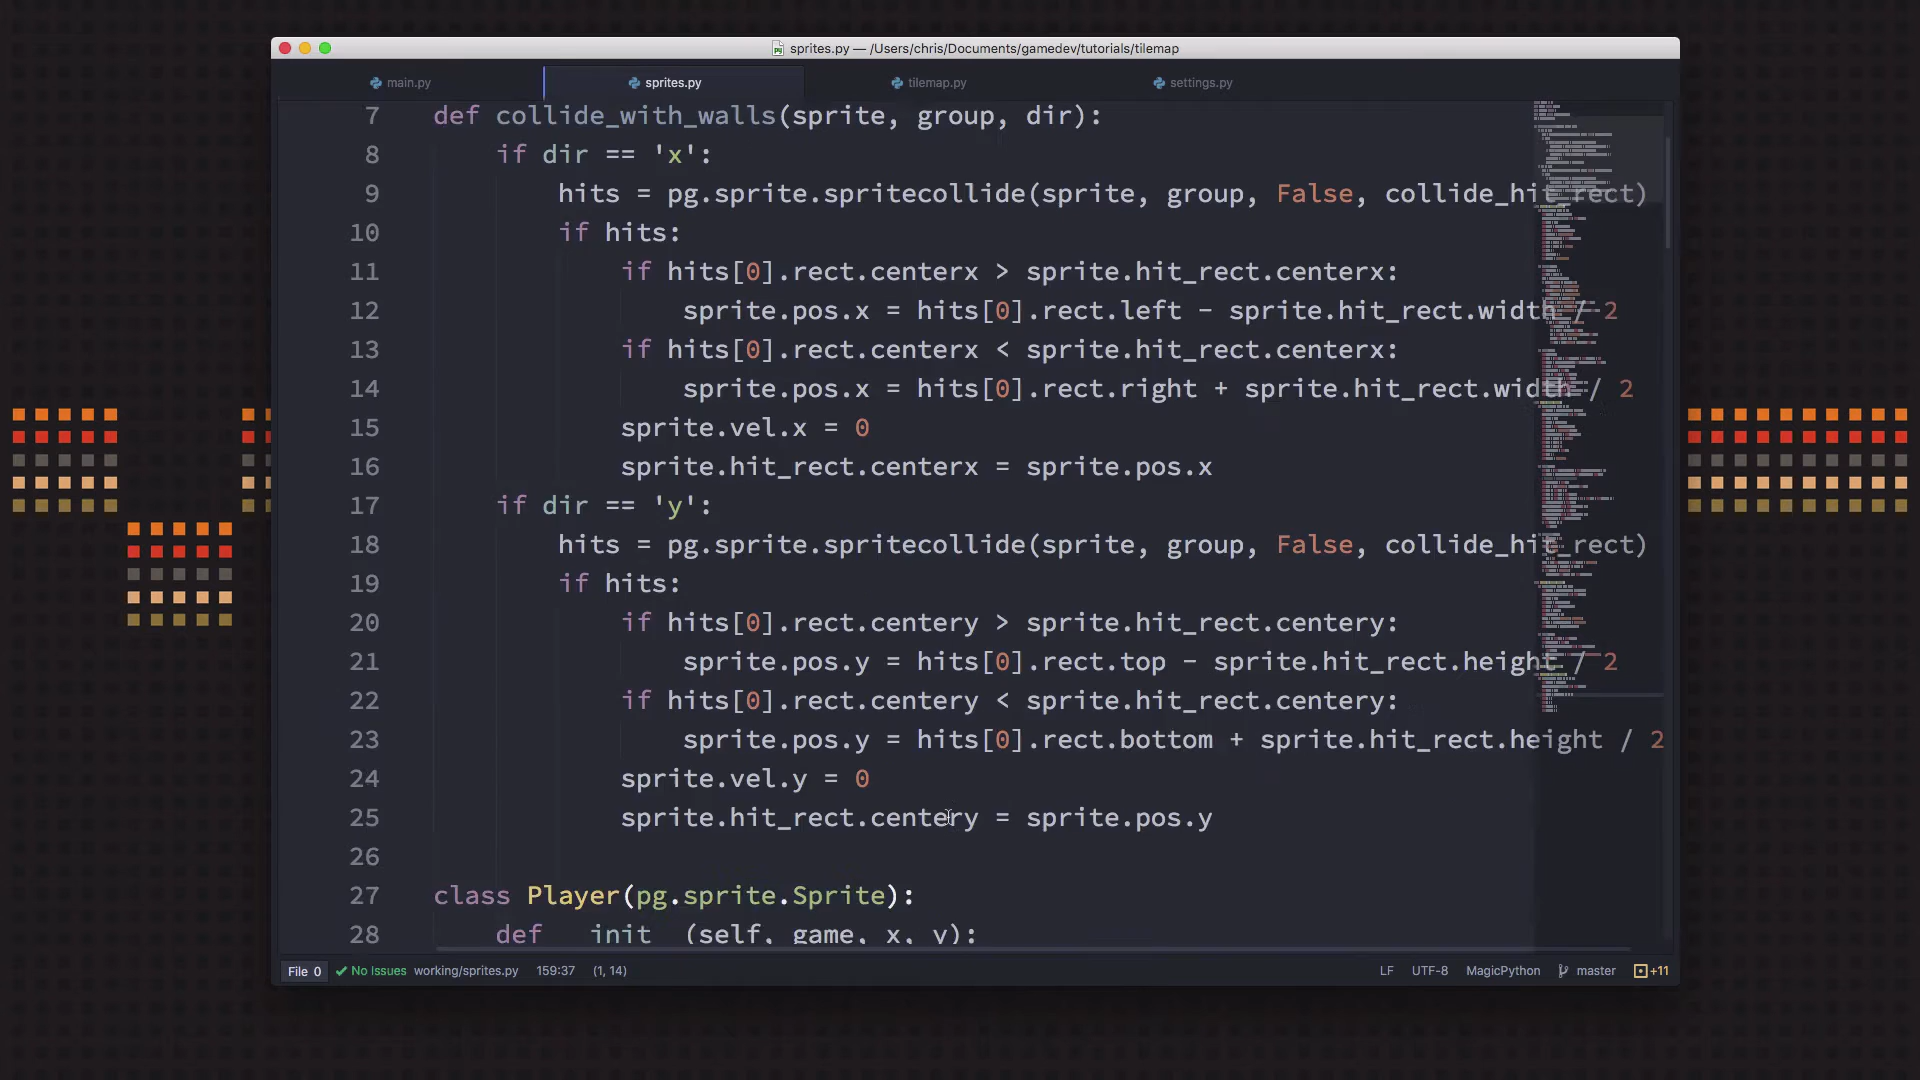 sprites.py — /Users/chris/Documents/gamedev/tutorials/tilemap
main.py
sprites.py
tilemap.py
settings.py
7 def collide_with_walls(sprite, group, dir):
8 if dir == 'x':
9 hits = pg.sprite.spritecollide(sprite, group, False, collide_hit_rect)
10 if hits:
11 if hits[0].rect.centerx > sprite.hit_rect.centerx:
12 sprite.pos.x = hits[0].rect.left - sprite.hit_rect.width / 2
13 if hits[0].rect.centerx < sprite.hit_rect.centerx:
14 sprite.pos.x = hits[0].rect.right + sprite.hit_rect.width / 2
15 sprite.vel.x = 0
16 sprite.hit_rect.centerx = sprite.pos.x
17 if dir == 'y':
18 hits = pg.sprite.spritecollide(sprite, group, False, collide_hit_rect)
19 if hits:
20 if hits[0].rect.centery > sprite.hit_rect.centery:
21 sprite.pos.y = hits[0].rect.top - sprite.hit_rect.height / 2
22 if hits[0].rect.centery < sprite.hit_rect.centery:
23 sprite.pos.y = hits[0].rect.bottom + sprite.hit_rect.height / 2
24 sprite.vel.y = 0
25 sprite.hit_rect.centery = sprite.pos.y
26
27 class Player(pg.sprite.Sprite):
28 def __init__(self, game, x, y):
File 0 No Issues working/sprites.py 159:37 (1, 14) LF UTF-8 MagicPython master +11